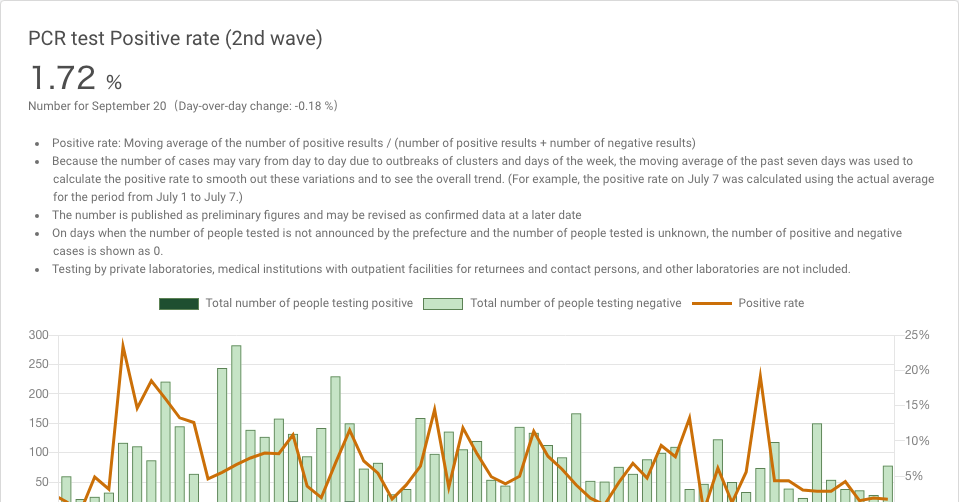 PCR test Positive rate (2nd wave)
1.72 %
Number for September 20 (Day-over-day change: -0.18 %)
• Positive rate: Moving average of the number of positive results / (number of positive results + number of negative results)
• Because the number of cases may vary from day to day due to outbreaks of clusters and days of the week, the moving average of the past seven days was used to
calculate the positive rate to smooth out these variations and to see the overall trend. (For example, the positive rate on July 7 was calculated using the actual average
for the period from July 1 to July 7.)
• The number is published as preliminary figures and may be revised as confirmed data at a later date
• On days when the number of people tested is not announced by the prefecture and the number of people tested is unknown, the number of positive and negative
cases is shown as 0.
• Testing by private laboratories, medical institutions with outpatient facilities for returnees and contact persons, and other laboratories are not included.
Total number of people testing positive Total number of people testing negative Positive rate
300 25%
250 20%
200 15%
150 10%
100 5%
50